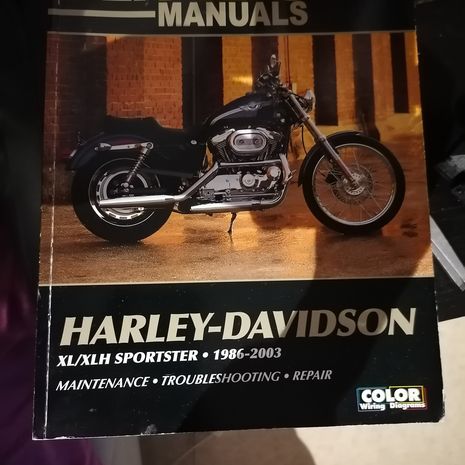 MANUALS
HARLEY-DAVIDSON
XL/XLH SPORTSTER • 1986-2003
MAINTENANCE • TROUBLESHOOTING • REPAIR
COLOR
Wiring Diagrams